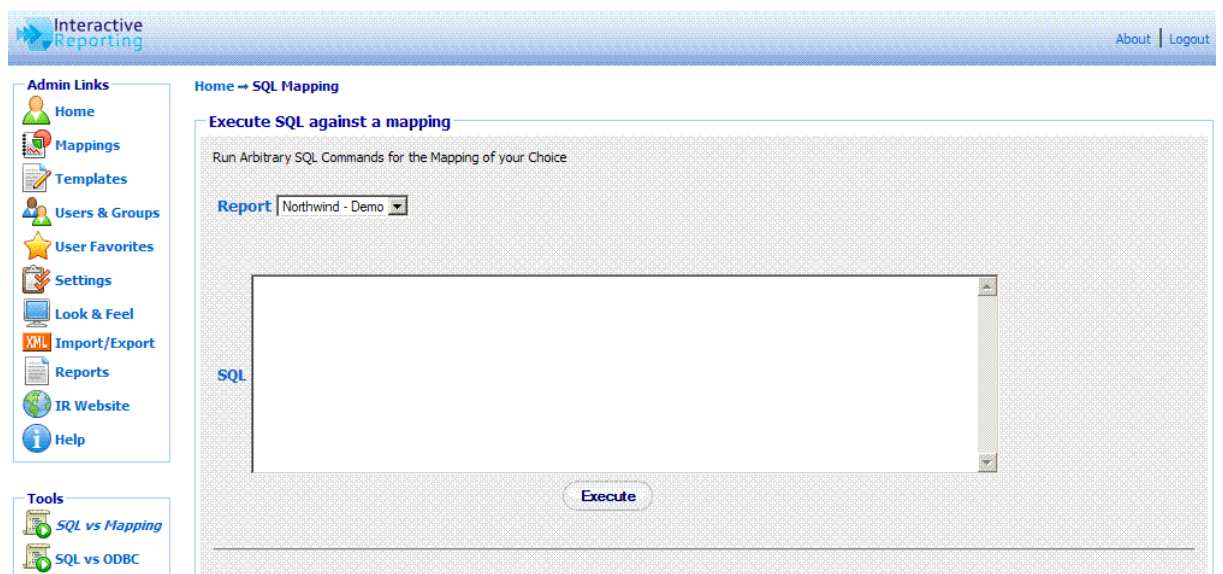 Interactive
Reporting
About | Logout
Admin Links
Home
Mappings
Templates
Users & Groups
User Favorites
Settings
Look & Feel
XML Import/Export
Reports
IR Website
Help
Tools
SQL vs Mapping
SQL vs ODBC
Home → SQL Mapping
Execute SQL against a mapping
Run Arbitrary SQL Commands for the Mapping of your Choice
Report Northwind - Demo
SQL
Execute